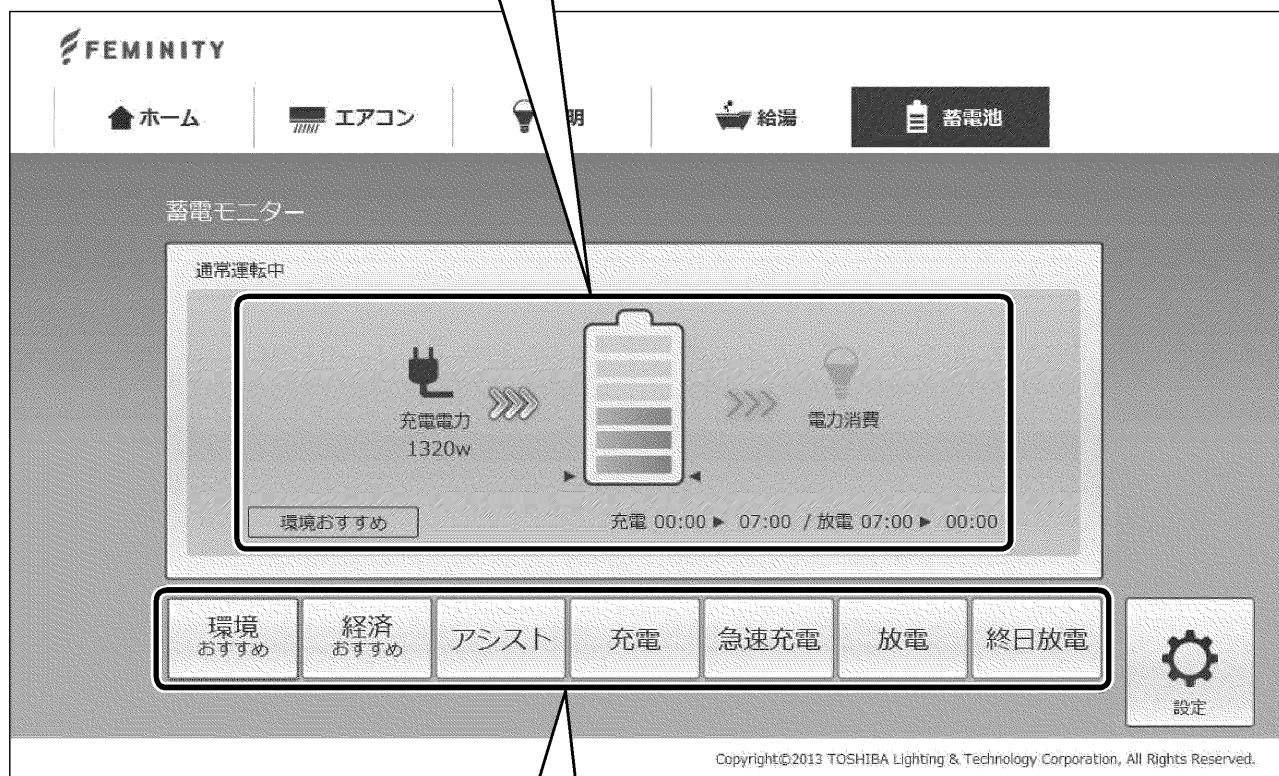 FEMINITY
ホーム エアコン 明 給湯 蓄電池
蓄電モニター
通常運転中
充電電力
1320w
電力消費
環境おすすめ 充電 00:00 ▶ 07:00 / 放電 07:00 ▶ 00:00
環境 おすすめ 経済 おすすめ アシスト 充電 急速充電 放電 終日放電
設定
Copyright©2013 TOSHIBA Lighting & Technology Corporation, All Rights Reserved.